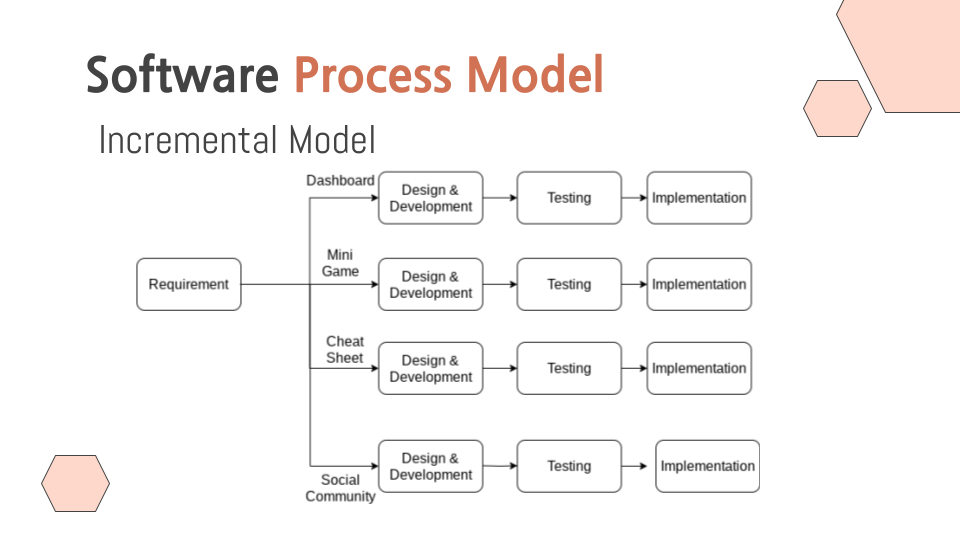 Software Process Model
Incremental Model
Dashboard
Design &
Development
Testing
Implementation
Mini
Game
Requirement
Design &
Development
Testing
Implementation
Cheat
Sheet
Design &
Development
Testing
Implementation
Social
Community
Design &
Development
Testing
Implementation